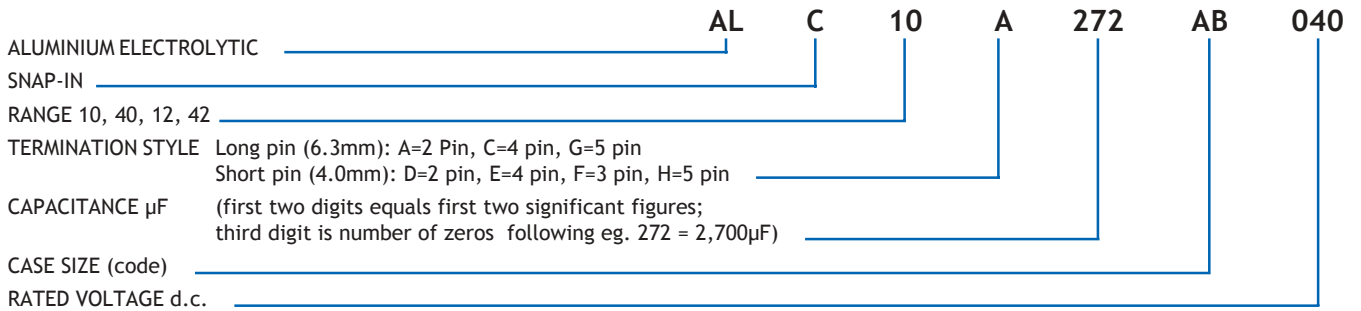 AL C 10 A 272 AB 040
ALUMINIUM ELECTROLYTIC
SNAP-IN
RANGE 10, 40, 12, 42
TERMINATION STYLE Long pin (6.3mm): A=2 Pin, C=4 pin, G=5 pin
Short pin (4.0mm): D=2 pin, E=4 pin, F=3 pin, H=5 pin
CAPACITANCE µF (first two digits equals first two significant figures;
third digit is number of zeros following eg. 272 = 2,700µF)
CASE SIZE (code)
RATED VOLTAGE d.c.